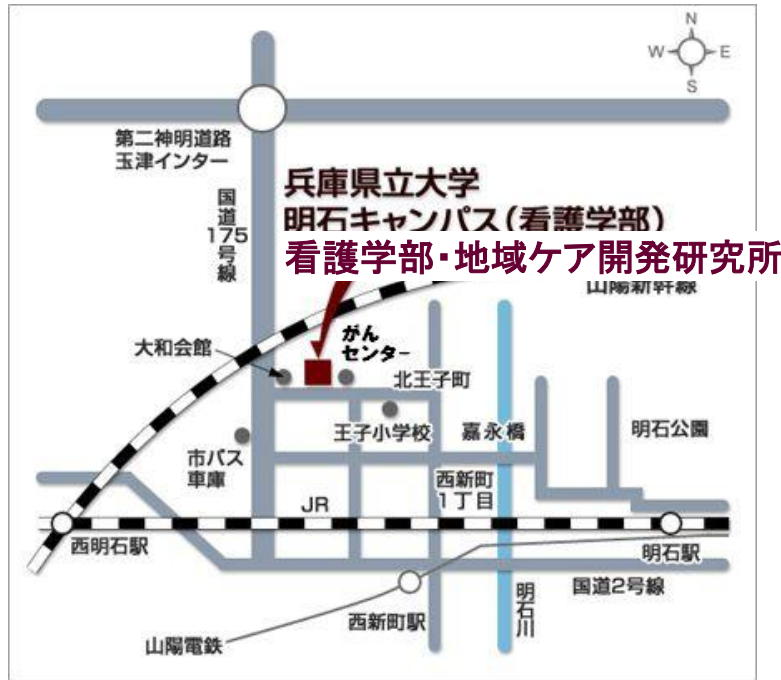 N
W E
S
第二神明道路
玉津インター
兵庫県立大学
明石キャンパス(看護学部)
看護学部・地域ケア開発研究所
国道175号線
山陽新幹線
がん
センター
大和会館
北王子町
王子小学校
嘉永橋
明石公園
市バス
車庫
西新町
1丁目
JR
西明石駅
明石駅
国道2号線
明石川
西新町駅
山陽電鉄